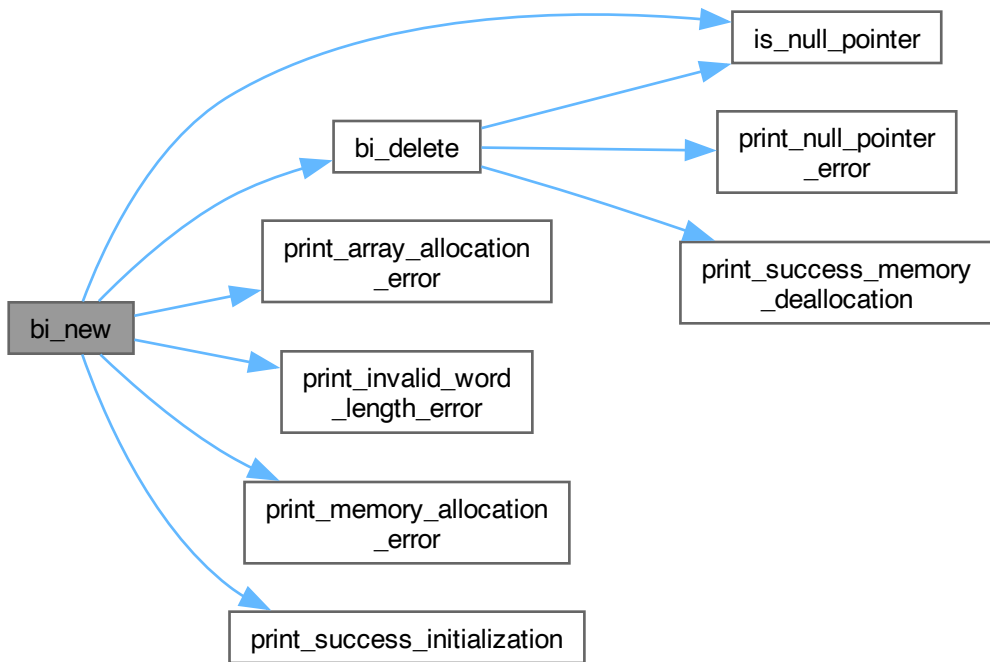 is_null_pointer
bi_delete
print_null_pointer
_error
print_array_allocation
_error
print_success_memory
_deallocation
bi_new
print_invalid_word
_length_error
print_memory_allocation
_error
print_success_initialization